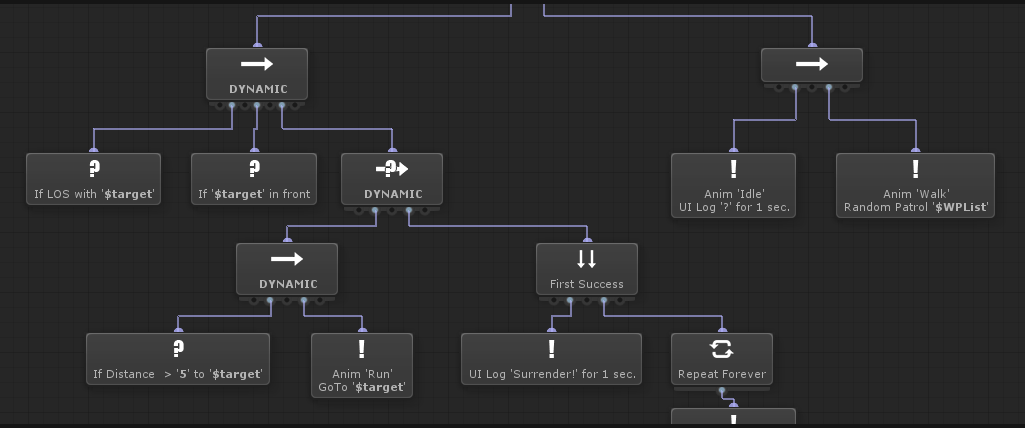 DYNAMIC
If LOS with '$target'
If '$target' in front
DYNAMIC
Anim 'Idle'
UI Log '?' for 1 sec.
Anim 'Walk'
Random Patrol '$WPList'
DYNAMIC
First Success
If Distance > '5' to '$target'
Anim 'Run'
GoTo '$target'
UI Log 'Surrender!' for 1 sec.
Repeat Forever